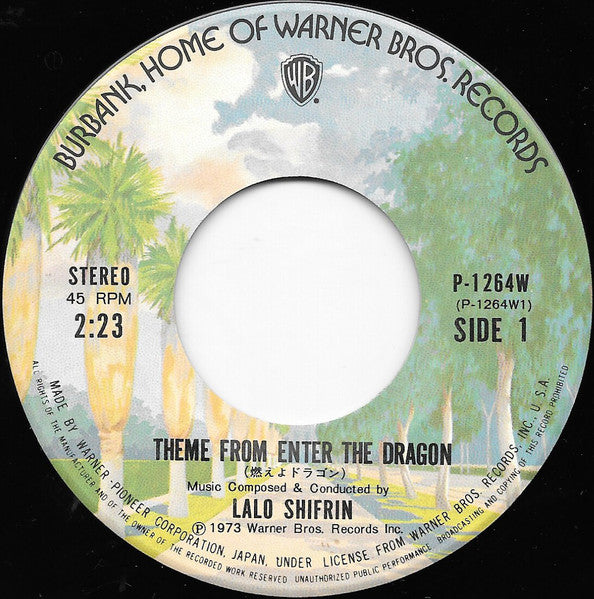 BURBANK, HOME OF WARNER BROS. RECORDS
WB
STEREO
45 RPM
2:23
P-1264W
(P-1264W1)
SIDE 1
THEME FROM ENTER THE DRAGON
(燃えよドラゴン)
Music Composed & Conducted by
LALO SHIFRIN
Ⓟ 1973 Warner Bros. Records Inc.
MADE BY WARNER-PIONEER CORPORATION, JAPAN, UNDER LICENSE FROM WARNER BROS. RECORDS, INC., U.S.A.
ALL RIGHTS OF THE MANUFACTURER AND OF THE OWNER OF THE RECORDED WORK RESERVED UNAUTHORIZED PUBLIC PERFORMANCE, BROADCASTING AND COPYING OF THIS RECORD PROHIBITED